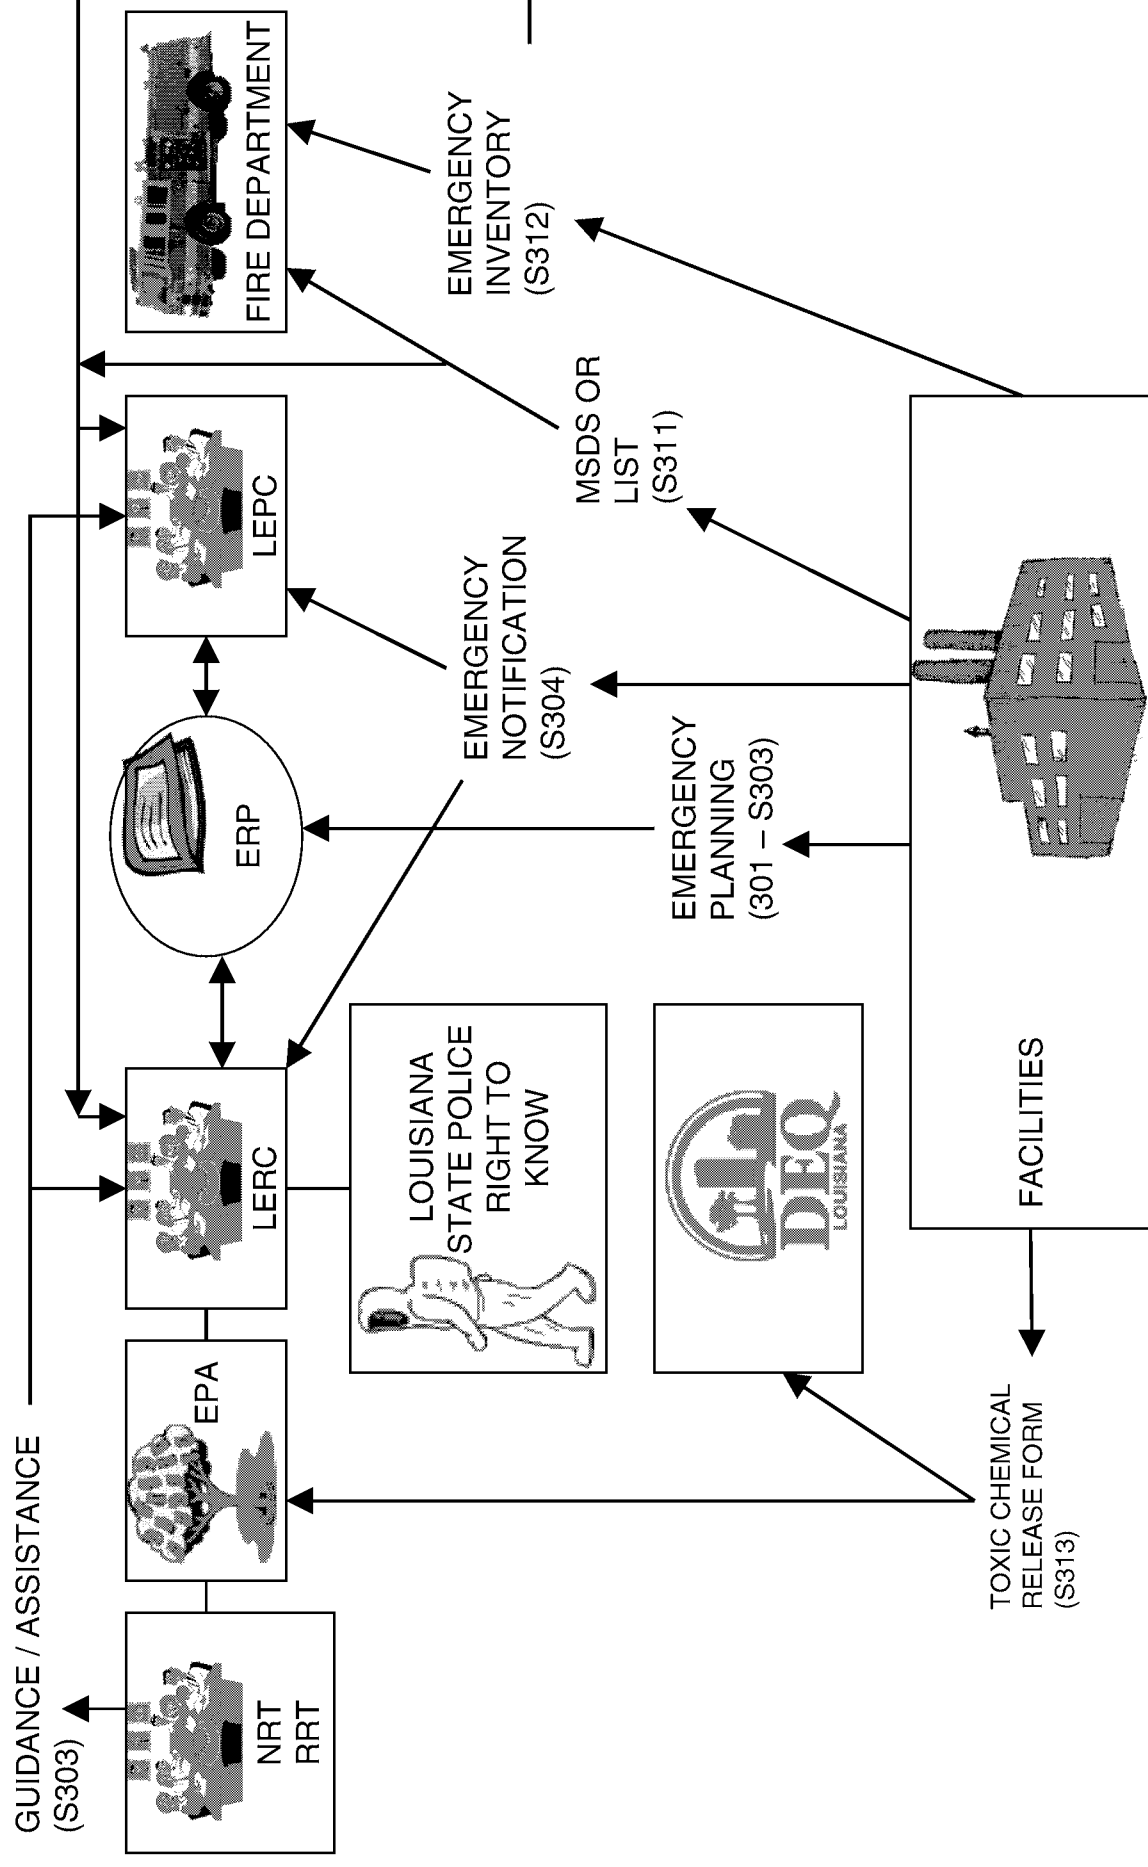 GUIDANCE / ASSISTANCE
(S303)
NRT
RRT
EPA
LERC
ERP
LEPC
FIRE DEPARTMENT
LOUISIANA
STATE POLICE
RIGHT TO
KNOW
EMERGENCY
NOTIFICATION
(S304)
EMERGENCY
INVENTORY
(S312)
MSDS OR
LIST
(S311)
EMERGENCY
PLANNING
(301 – S303)
DEQ
LOUISIANA
TOXIC CHEMICAL
RELEASE FORM
(S313)
FACILITIES